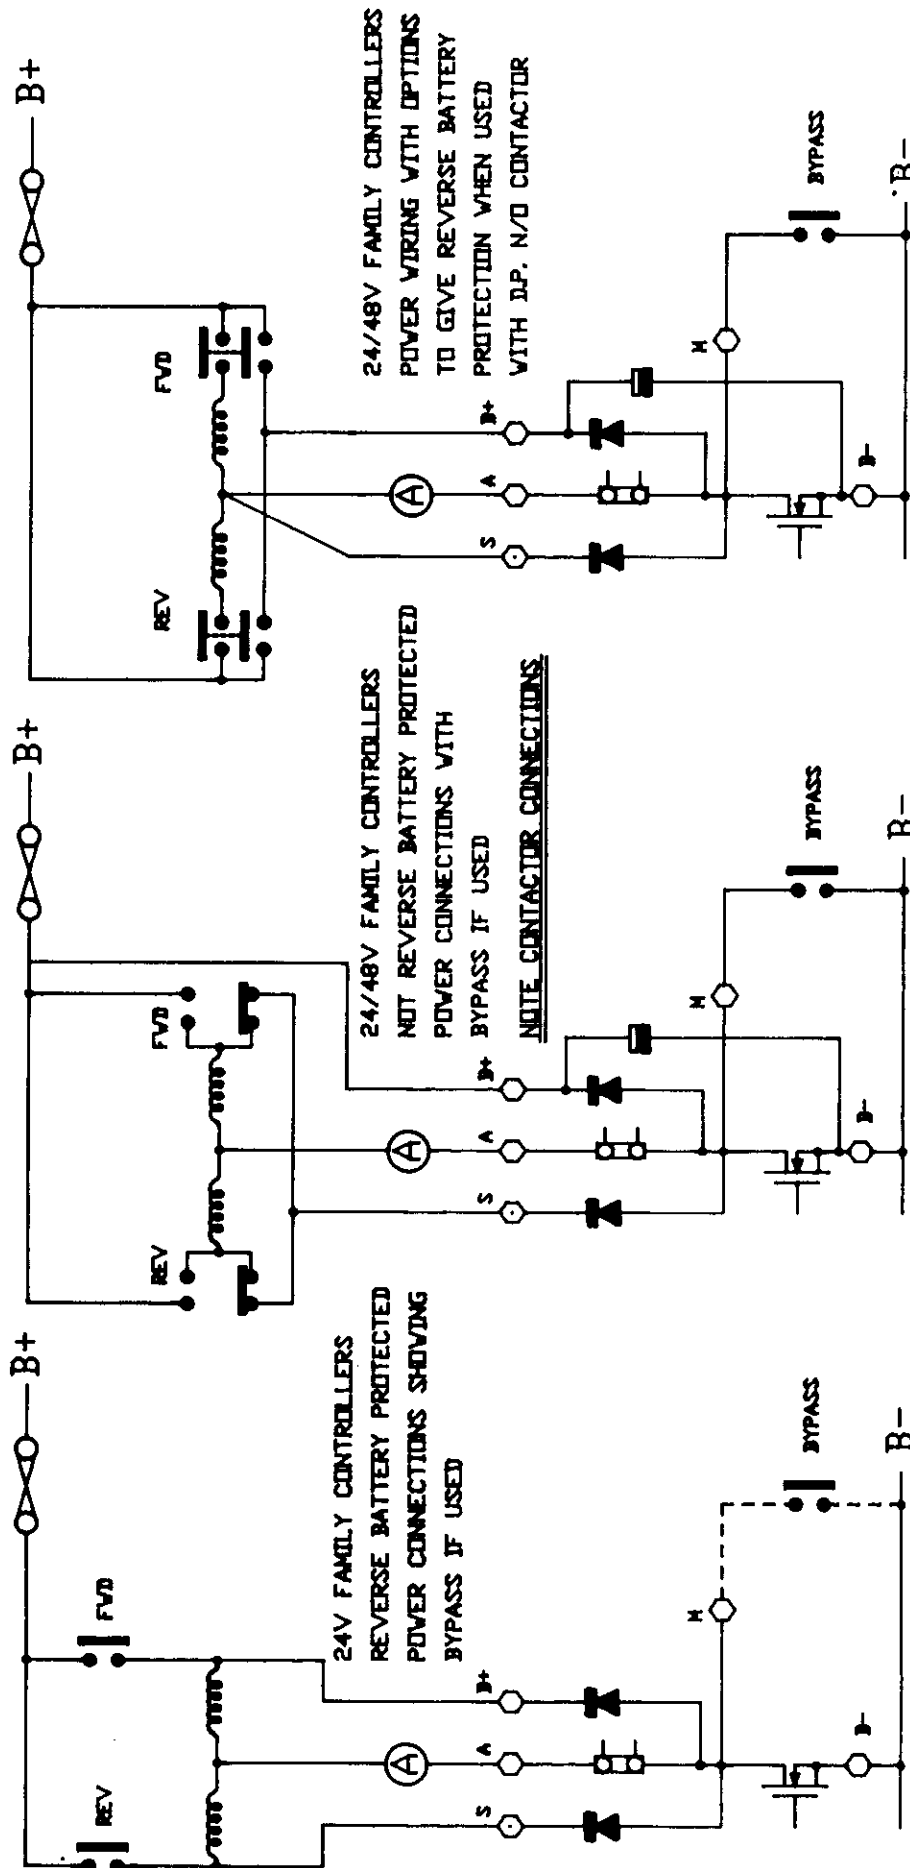 B+
REV
FWD
24V FAMILY CONTROLLERS
REVERSE BATTERY PROTECTED
POWER CONNECTIONS SHOWING
BYPASS IF USED
A
S
A
B+
M
BYPASS
B-
B-
B+
REV
FWD
24/48V FAMILY CONTROLLERS
NOT REVERSE BATTERY PROTECTED
POWER CONNECTIONS WITH
BYPASS IF USED
NOTE CONTACTOR CONNECTIONS
A
S
A
B+
M
BYPASS
B-
B-
B+
REV
FWD
24/48V FAMILY CONTROLLERS
POWER WIRING WITH OPTIONS
TO GIVE REVERSE BATTERY
PROTECTION WHEN USED
WITH D.P. N/O CONTACTOR
A
S
A
B+
M
BYPASS
B-
B-